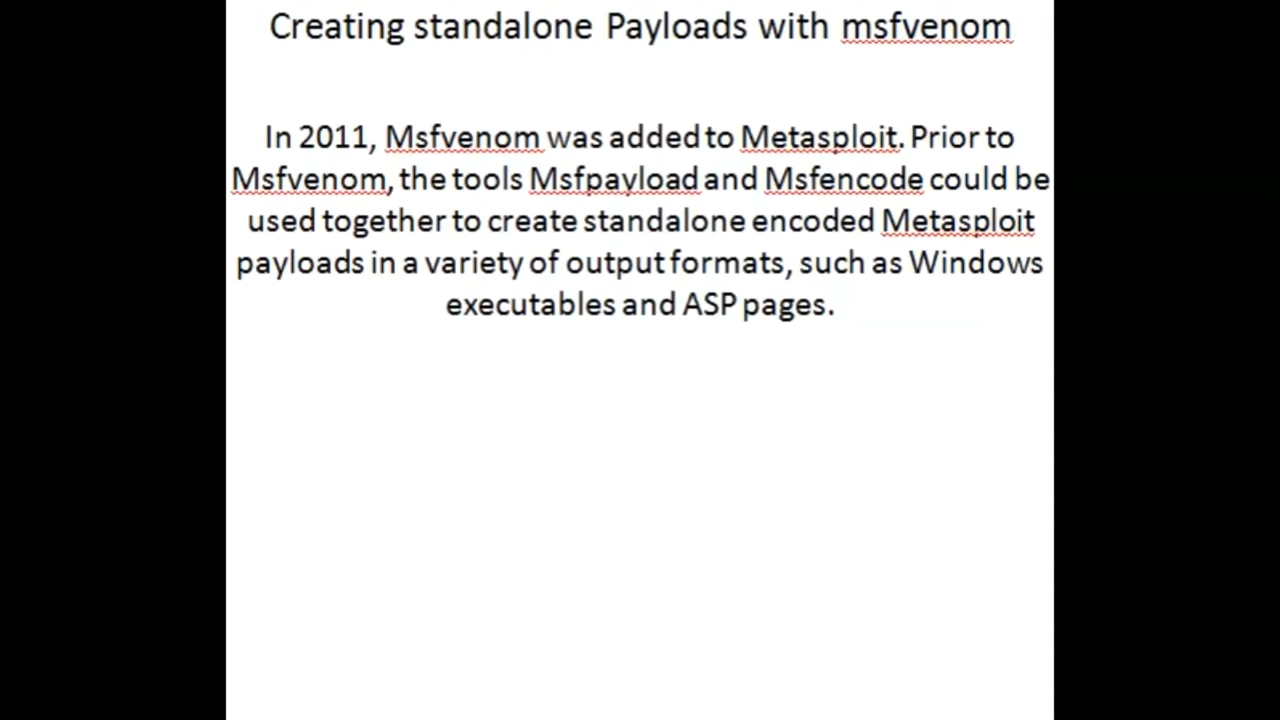 Creating standalone Payloads with msfvenom
In 2011, Msfvenom was added to Metasploit. Prior to
Msfvenom, the tools Msfpayload and Msfencode could be
used together to create standalone encoded Metasploit
payloads in a variety of output formats, such as Windows
executables and ASP pages.